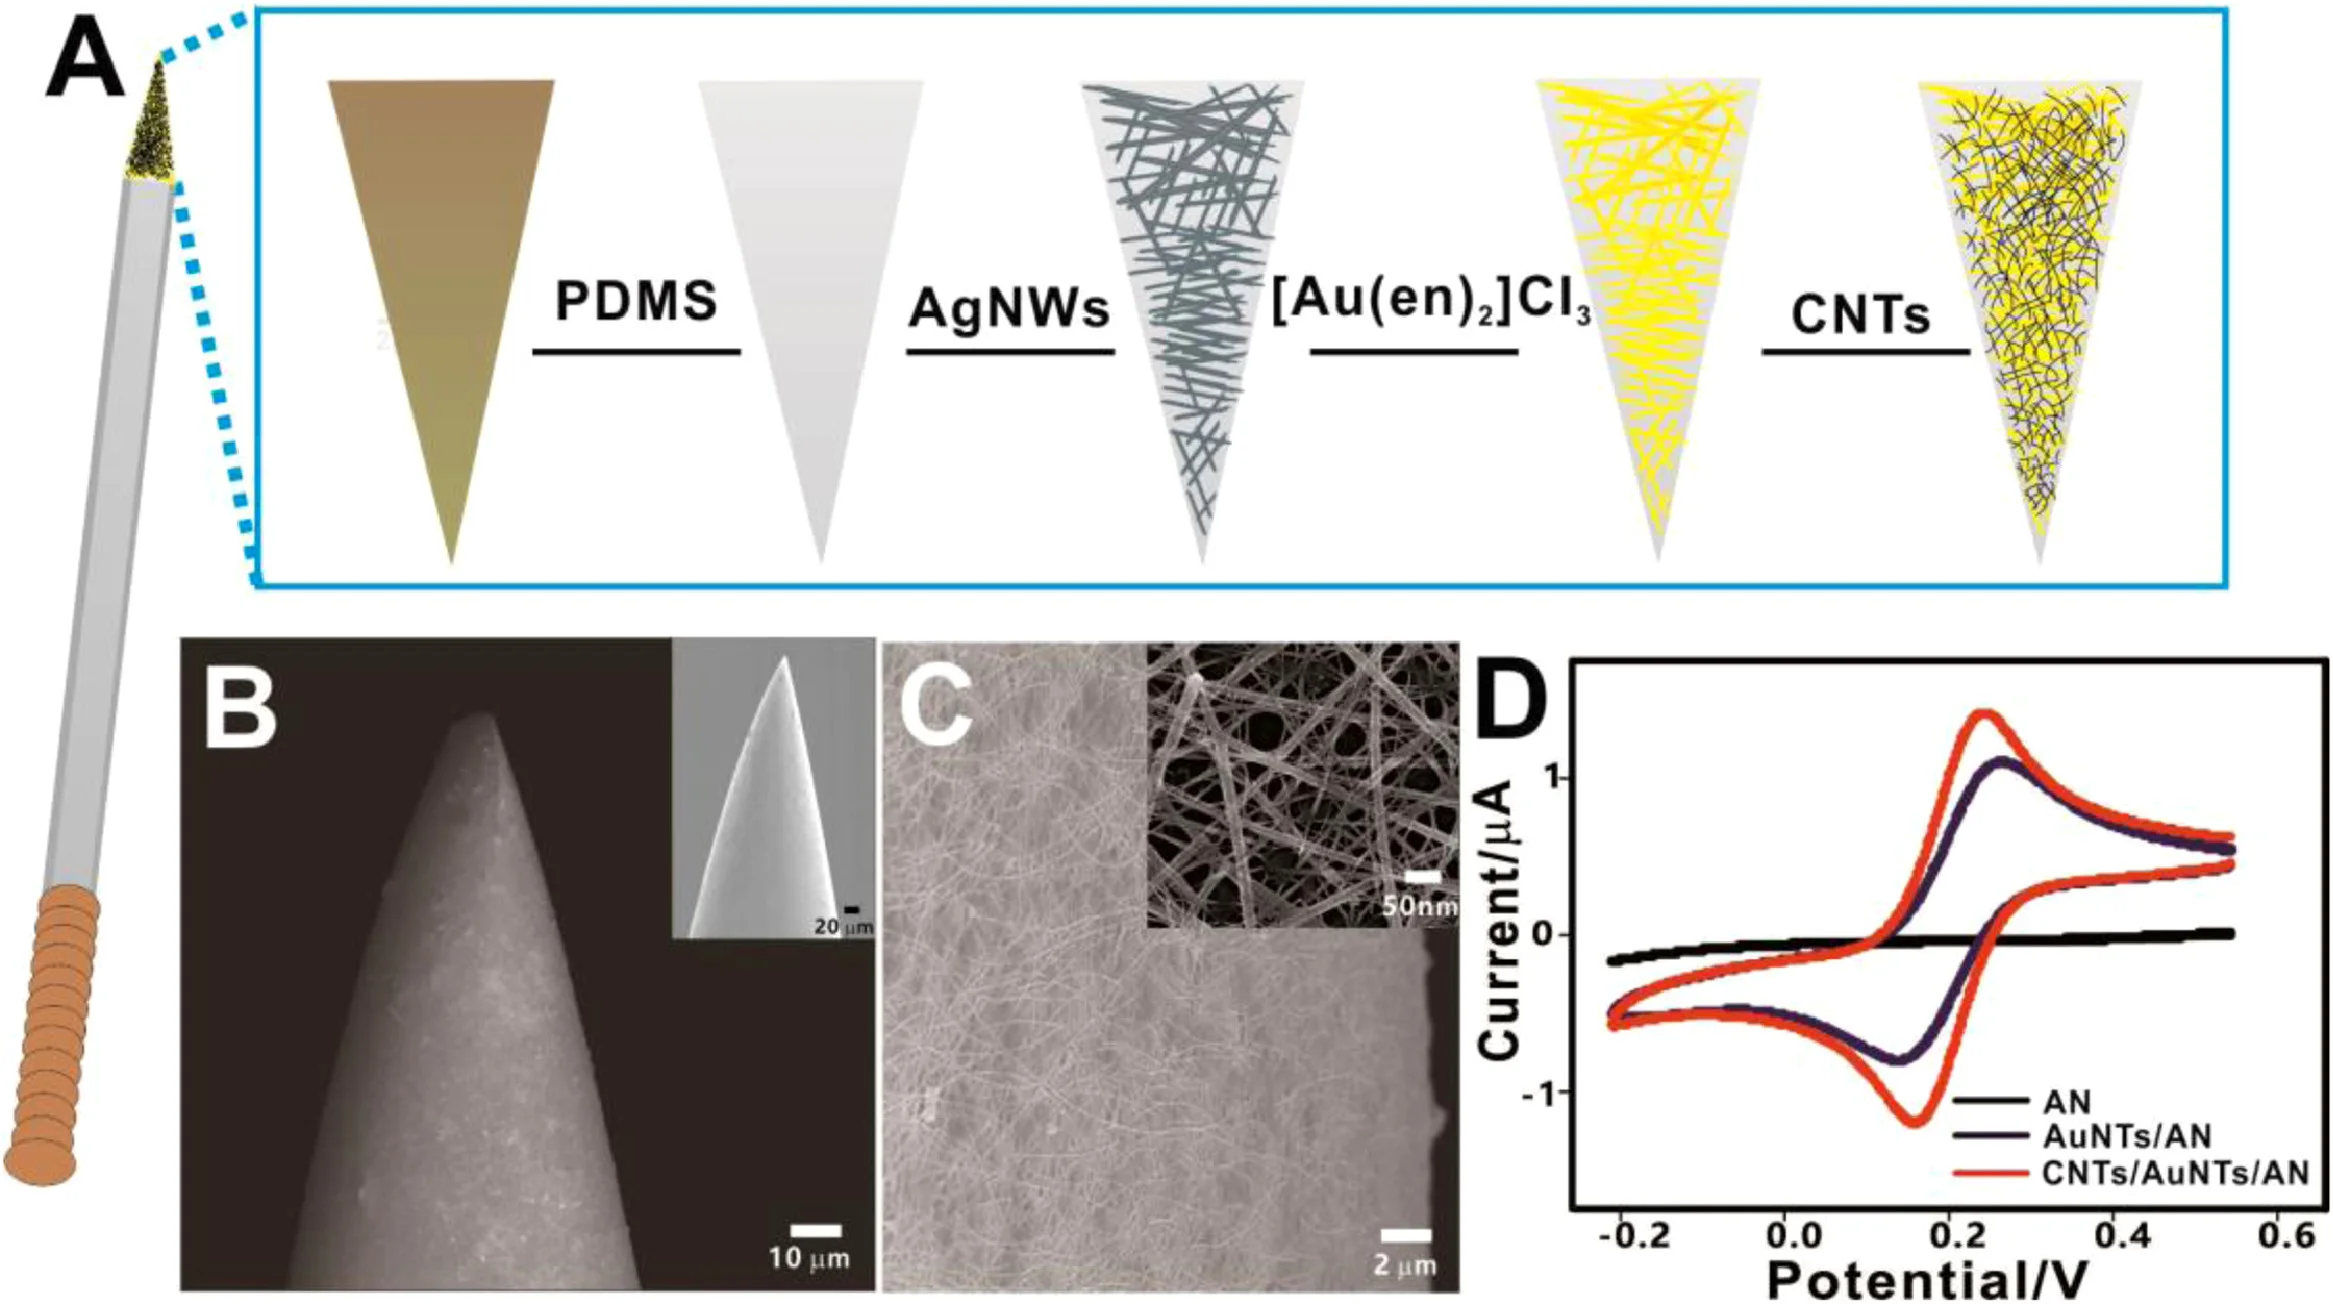 A
PDMS
AgNWs
[Au(en)₂]Cl₃
CNTs
B
20 μm
10 μm
C
50nm
2 μm
D
Current/μA
1
0
-1
AN
AuNTs/AN
CNTs/AuNTs/AN
-0.2 0.0 0.2 0.4 0.6
Potential/V